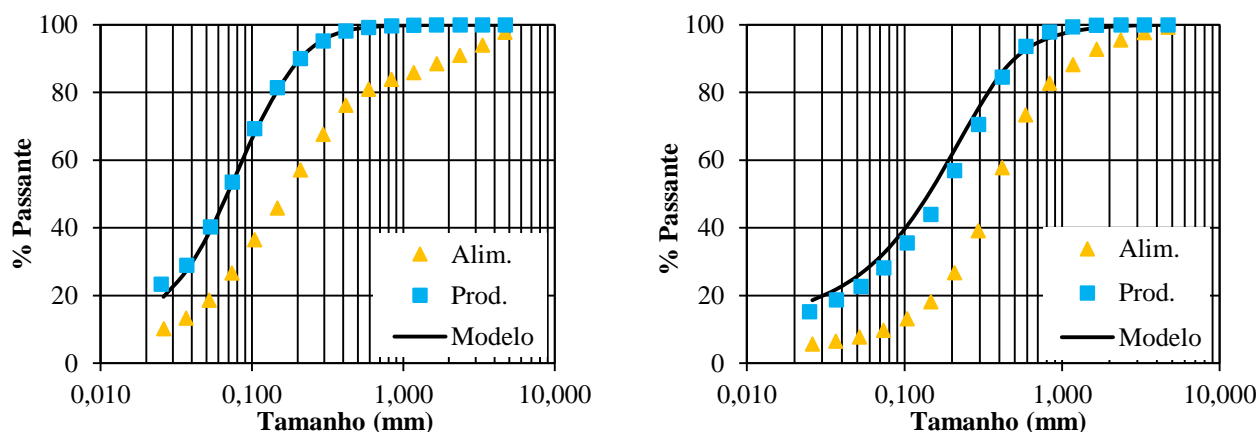 100
80
60
40
20
0
% Passante
Alim.
Prod.
Modelo
0,010
0,100
1,000
10,000
Tamanho (mm)
100
80
60
40
20
0
% Passante
Alim.
Prod.
Modelo
0,010
0,100
1,000
10,000
Tamanho (mm)